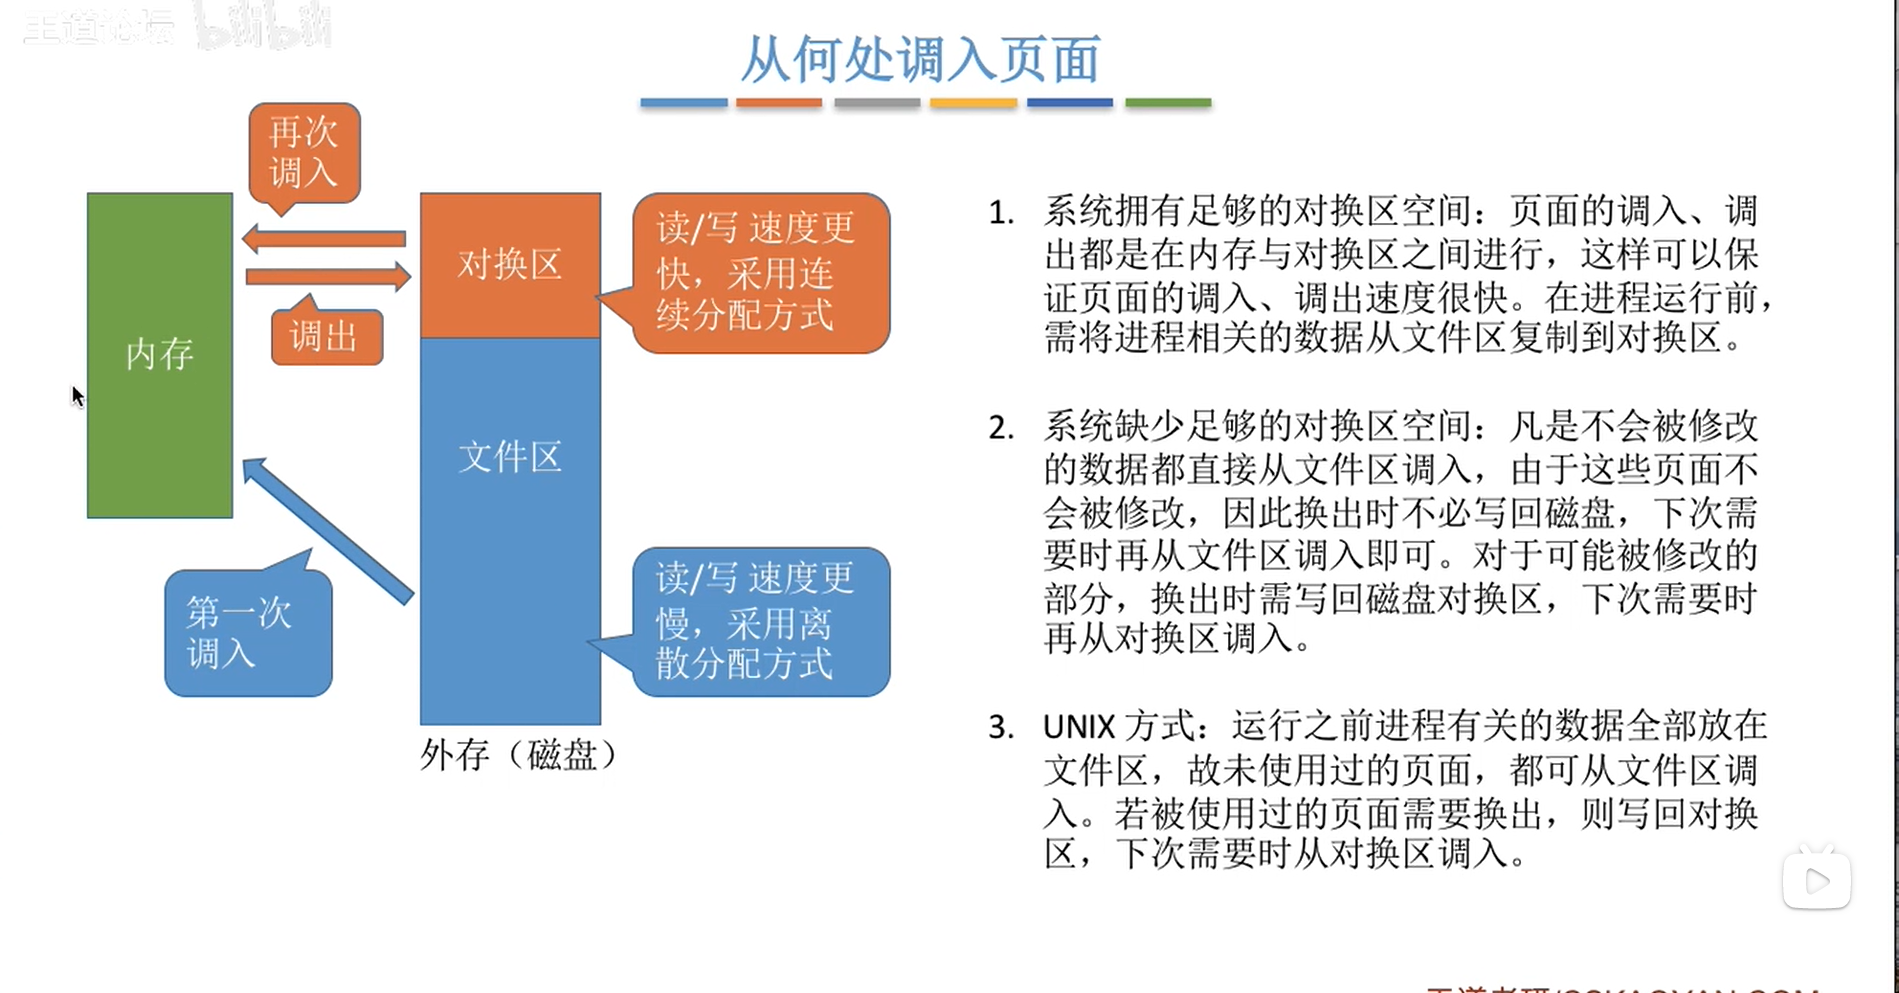 王道论坛 bilibili
从何处调入页面
再次
调入
内存
调出
对换区
读/写 速度更
快，采用连
续分配方式
文件区
第一次
调入
读/写 速度更
慢，采用离
散分配方式
外存（磁盘）
1. 系统拥有足够的对换区空间：页面的调入、调
出都是在内存与对换区之间进行，这样可以保
证页面的调入、调出速度很快。在进程运行前，
需将进程相关的数据从文件区复制到对换区。
2. 系统缺少足够的对换区空间：凡是不会被修改
的数据都直接从文件区调入，由于这些页面不
会被修改，因此换出时不必写回磁盘，下次需
要时再从文件区调入即可。对于可能被修改的
部分，换出时需写回磁盘对换区，下次需要时
再从对换区调入。
3. UNIX 方式：运行之前进程有关的数据全部放在
文件区，故未使用过的页面，都可从文件区调
入。若被使用过的页面需要换出，则写回对换
区，下次需要时从对换区调入。